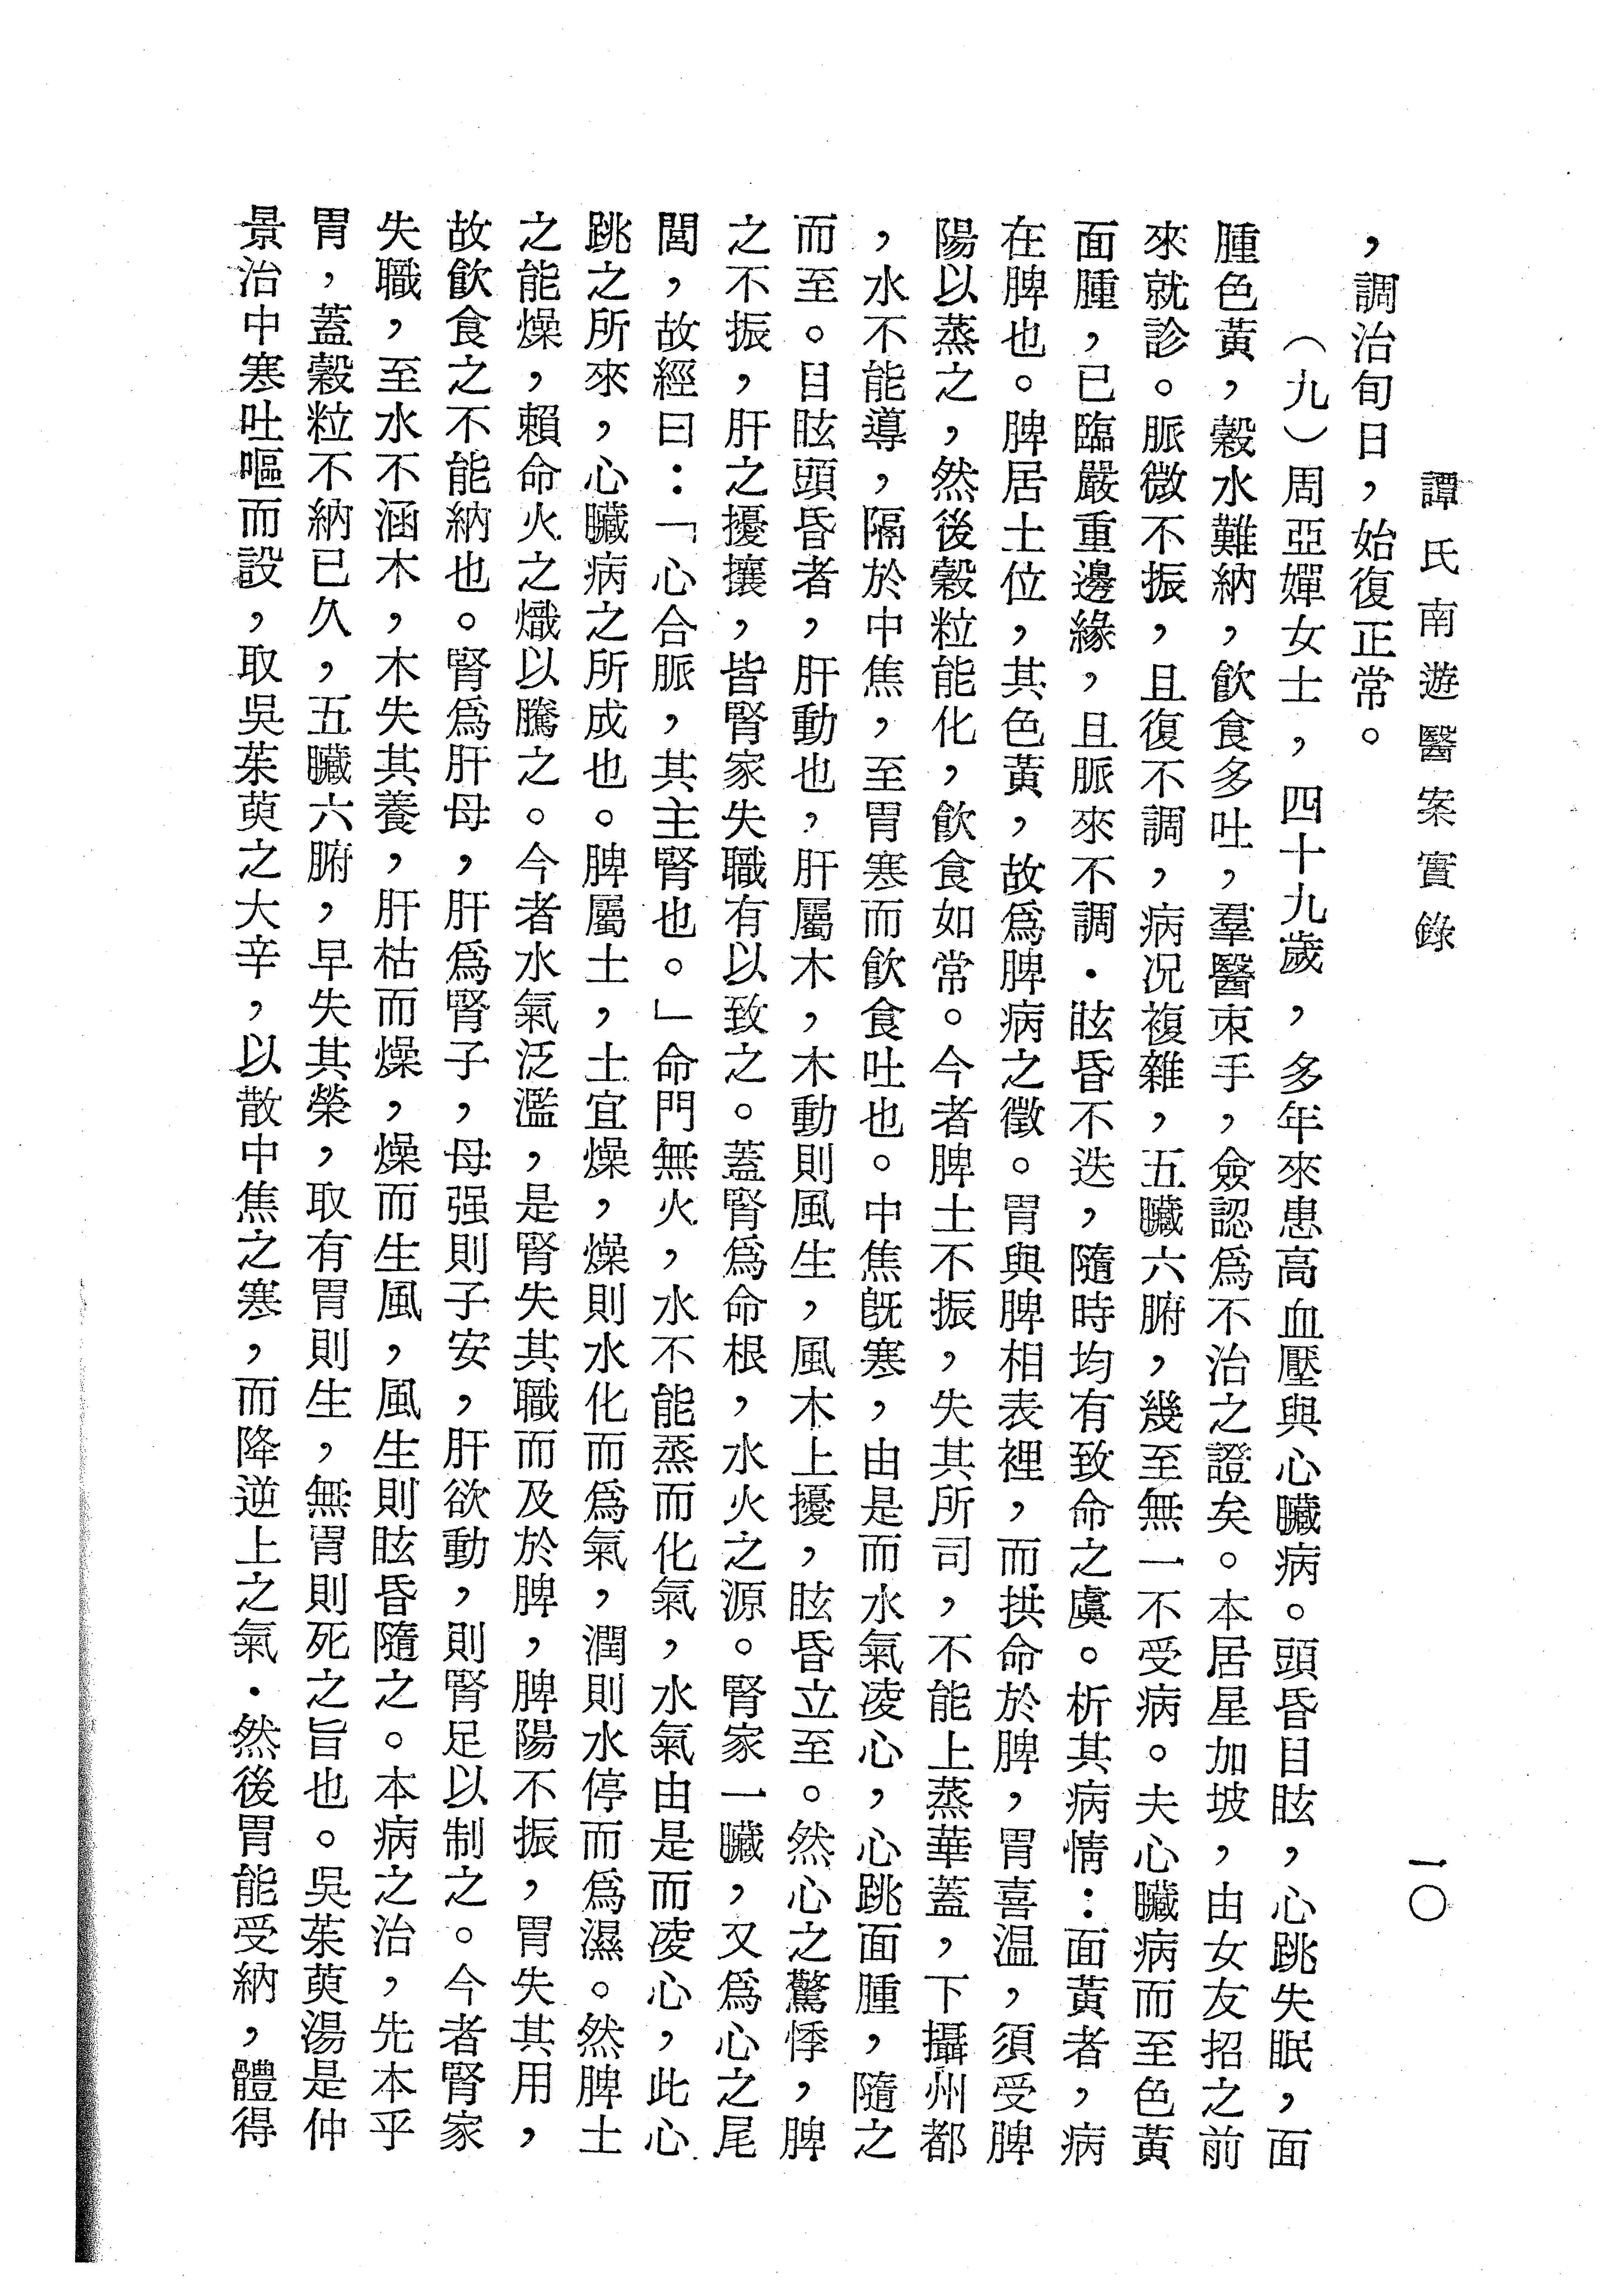 譚氏南遊醫案實錄
一〇
，調治旬日，始復正常。
（九）周亞嬋女士，四十九歲，多年來患高血壓與心臟病。頭昏目眩，心跳失眠，面
腫色黃，穀水難納，飲食多吐，羣醫束手，僉認爲不治之證矣。本居星加坡，由女友招之前
來就診。脈微不振，且復不調，病况複雜，五臟六腑，幾至無一不受病。夫心臟病而至色黃
面腫，已臨嚴重邊緣，且脈來不調．眩昏不迭，隨時均有致命之虞。析其病情：面黃者，病
在脾也。脾居土位，其色黃，故爲脾病之徵。胃與脾相表裡，而拱命於脾，胃喜溫，須受脾
陽以蒸之，然後穀粒能化，飲食如常。今者脾土不振，失其所司，不能上蒸華蓋，下攝州都
，水不能導，隔於中焦，至胃寒而飲食吐也。中焦旣寒，由是而水氣凌心，心跳面腫，隨之
而至。目眩頭昏者，肝動也，肝屬木，木動則風生，風木上擾，眩昏立至。然心之驚悸，脾
之不振，肝之擾攘，皆腎家失職有以致之。蓋腎爲命根，水火之源。腎家一臟，又爲心之尾
閭，故經曰：「心合脈，其主腎也。」命門無火，水不能蒸而化氣，水氣由是而凌心，此心
跳之所來，心臟病之所成也。脾屬土，土宜燥，燥則水化而爲氣，潤則水停而爲濕。然脾土
之能燥，賴命火之熾以騰之。今者水氣泛濫，是腎失其職而及於脾，脾陽不振，胃失其用，
故飲食之不能納也。腎爲肝母，肝爲腎子，母强則子安，肝欲動，則腎足以制之。今者腎家
失職，至水不涵木，木失其養，肝枯而燥，燥而生風，風生則眩昏隨之。本病之治，先本乎
胃，蓋穀粒不納已久，五臟六腑，早失其榮，取有胃則生，無胃則死之旨也。吳茱萸湯是仲
景治中寒吐嘔而設，取吳茱萸之大辛，以散中焦之寒，而降逆上之氣．然後胃能受納，體得